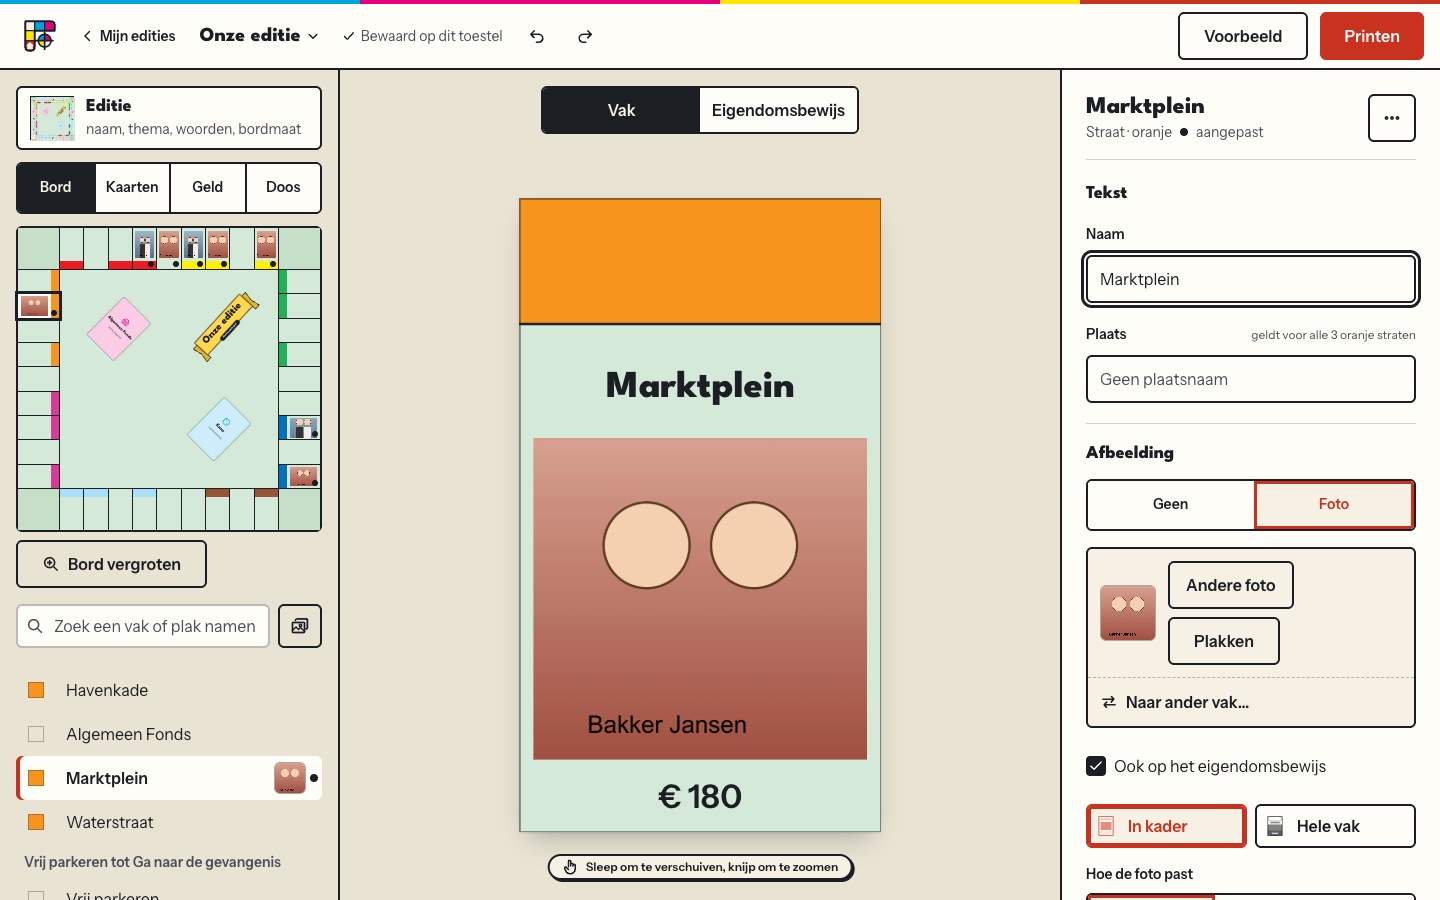 Mijn edities
Onze editie
Bewaard op dit toestel
Voorbeeld
Printen
Editie
naam, thema, woorden, bordmaat
Bord
Kaarten
Geld
Doos
Algemeen Fonds
Onze editie
Kans
Bord vergroten
Zoek een vak of plak namen
Havenkade
Algemeen Fonds
Marktplein
Waterstraat
Vrij parkeren tot Ga naar de gevangenis
Vrij parkeren
Vak
Eigendomsbewijs
Marktplein
Bakker Jansen
€ 180
Sleep om te verschuiven, knijp om te zoomen
Marktplein
Straat · oranje ● aangepast
Tekst
Naam
Marktplein
Plaats
geldt voor alle 3 oranje straten
Geen plaatsnaam
Afbeelding
Geen
Foto
Andere foto
Plakken
Naar ander vak...
Ook op het eigendomsbewijs
In kader
Hele vak
Hoe de foto past